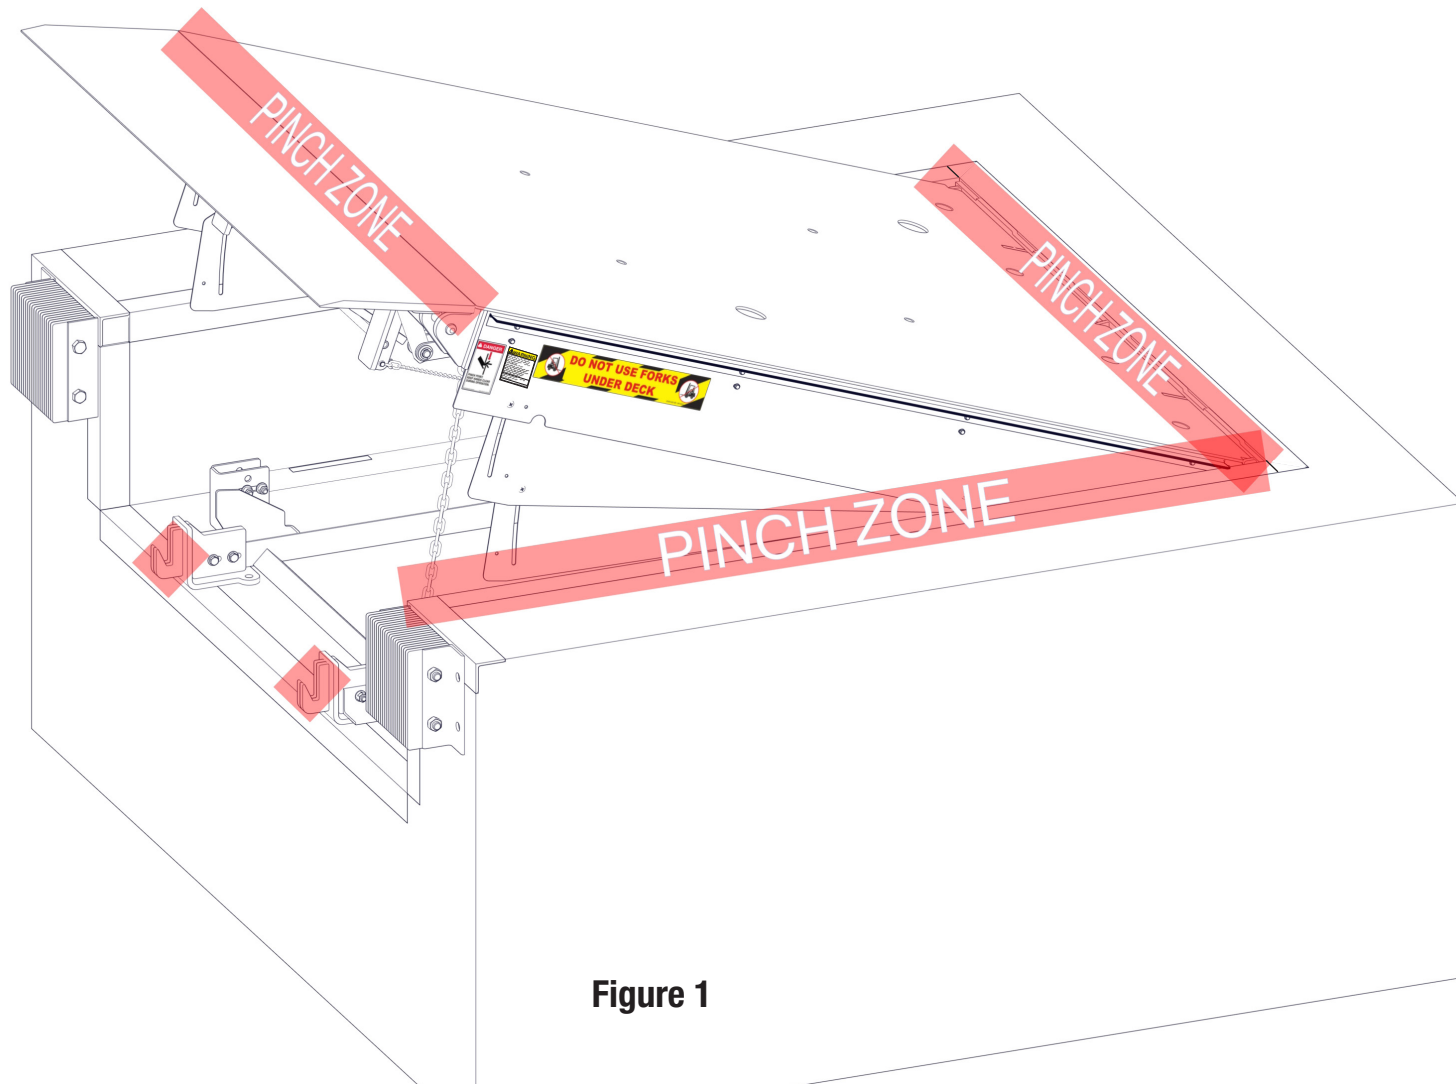 PINCH ZONE
PINCH ZONE
DANGER
DO NOT USE FORKS
UNDER DECK
PINCH ZONE
Figure 1